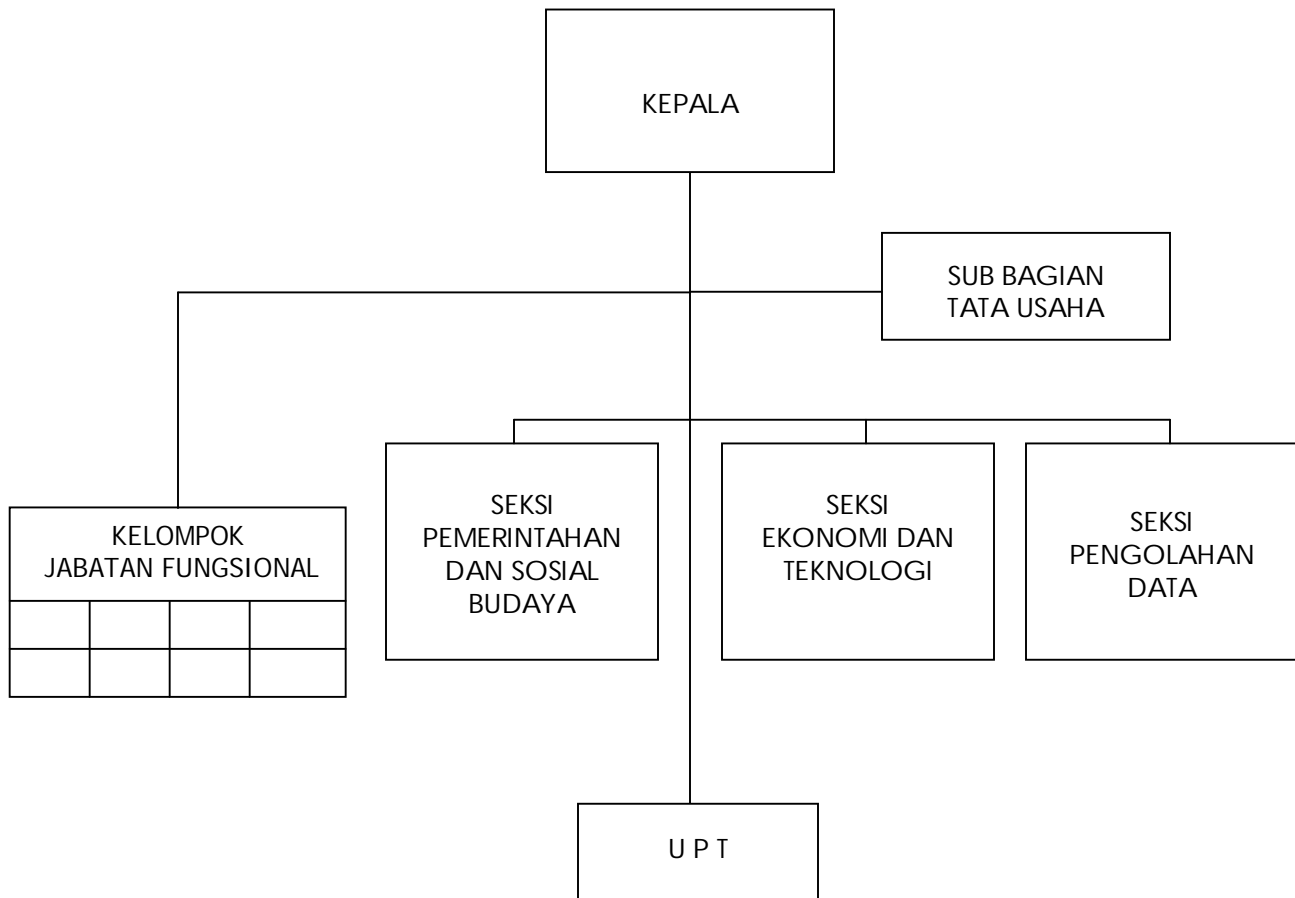 KEPALA
SUB BAGIAN
TATA USAHA
KELOMPOK
JABATAN FUNGSIONAL
SEKSI
PEMERINTAHAN
DAN SOSIAL
BUDAYA
SEKSI
EKONOMI DAN
TEKNOLOGI
SEKSI
PENGOLAHAN
DATA
U P T